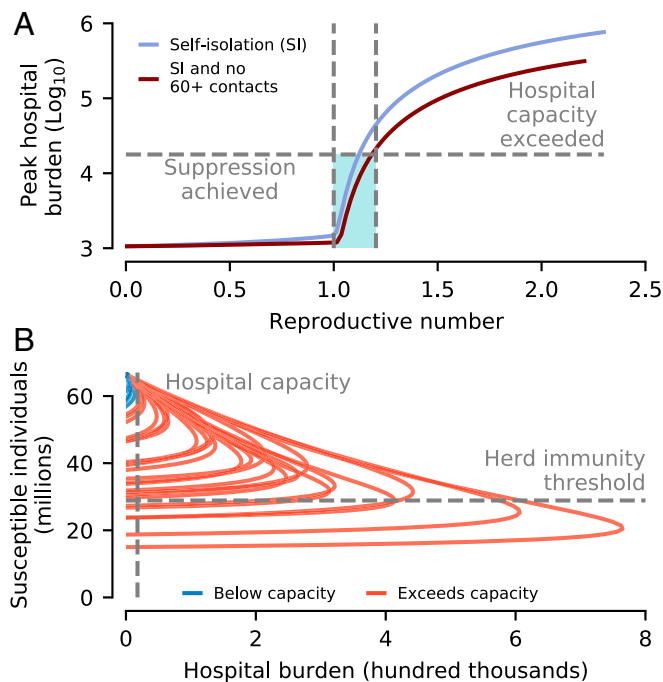 A
6
5
4
3
Peak hospital
burden (Log10)
Self-isolation (SI)
SI and no
60+ contacts
Hospital
capacity
exceeded
Suppression
achieved
0.0 0.5 1.0 1.5 2.0 2.5
Reproductive number
B
60
40
20
0
Susceptible individuals
(millions)
Hospital capacity
Herd immunity
threshold
Below capacity Exceeds capacity
0 2 4 6 8
Hospital burden (hundred thousands)